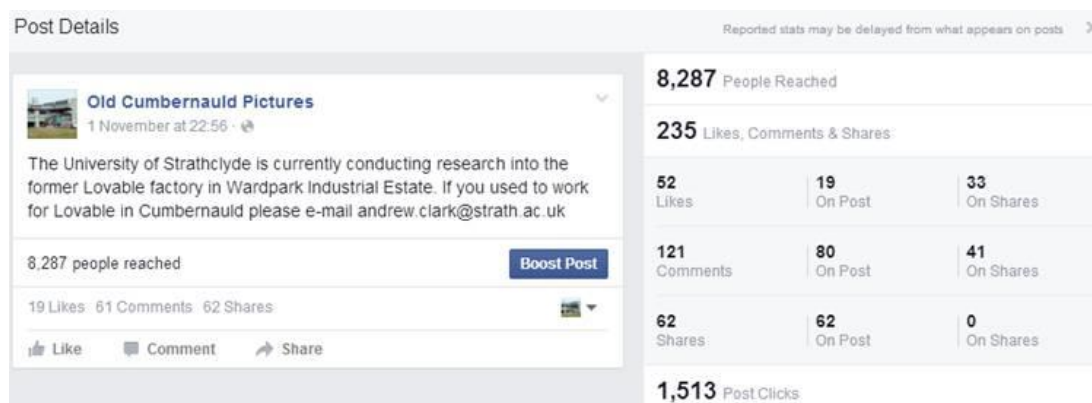 Post Details
Reported stats may be delayed from what appears on posts
Old Cumbernauld Pictures
1 November at 22:56 ·
The University of Strathclyde is currently conducting research into the
former Lovable factory in Wardpark Industrial Estate. If you used to work
for Lovable in Cumbernauld please e-mail andrew.clark@strath.ac.uk
8,287 people reached
Boost Post
19 Likes 61 Comments 62 Shares
Like Comment Share
8,287 People Reached
235 Likes, Comments & Shares
52 19 33
Likes On Post On Shares
121 80 41
Comments On Post On Shares
62 62 0
Shares On Post On Shares
1,513 Post Clicks